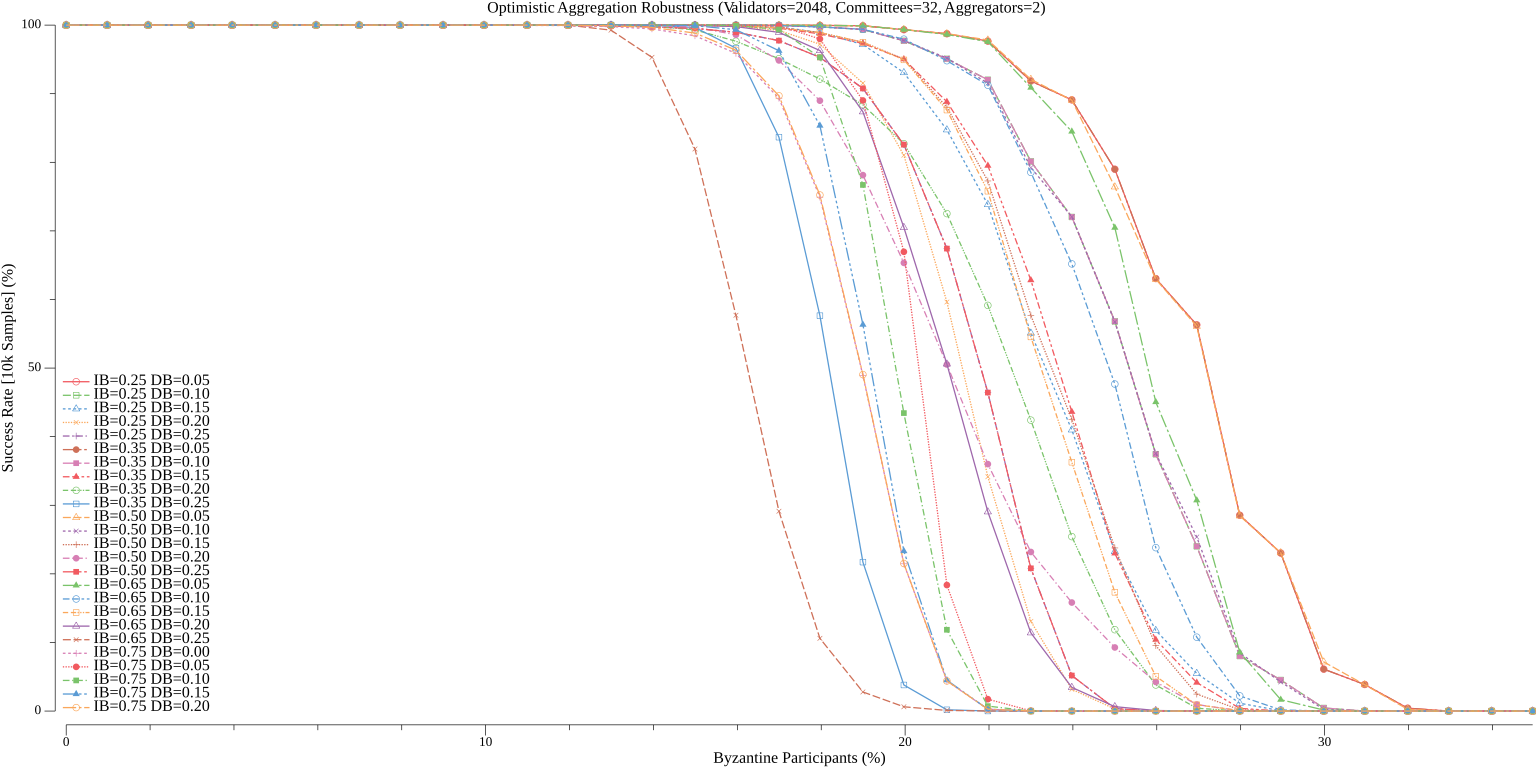 Optimistic Aggregation Robustness (Validators=2048, Committees=32, Aggregators=2)
100
50
0
Success Rate [10k Samples] (%)
IB=0.25 DB=0.05
IB=0.25 DB=0.10
IB=0.25 DB=0.15
IB=0.25 DB=0.20
IB=0.25 DB=0.25
IB=0.35 DB=0.05
IB=0.35 DB=0.10
IB=0.35 DB=0.15
IB=0.35 DB=0.20
IB=0.35 DB=0.25
IB=0.50 DB=0.05
IB=0.50 DB=0.10
IB=0.50 DB=0.15
IB=0.50 DB=0.20
IB=0.50 DB=0.25
IB=0.65 DB=0.05
IB=0.65 DB=0.10
IB=0.65 DB=0.15
IB=0.65 DB=0.20
IB=0.65 DB=0.25
IB=0.75 DB=0.00
IB=0.75 DB=0.05
IB=0.75 DB=0.10
IB=0.75 DB=0.15
IB=0.75 DB=0.20
0 10 20 30
Byzantine Participants (%)